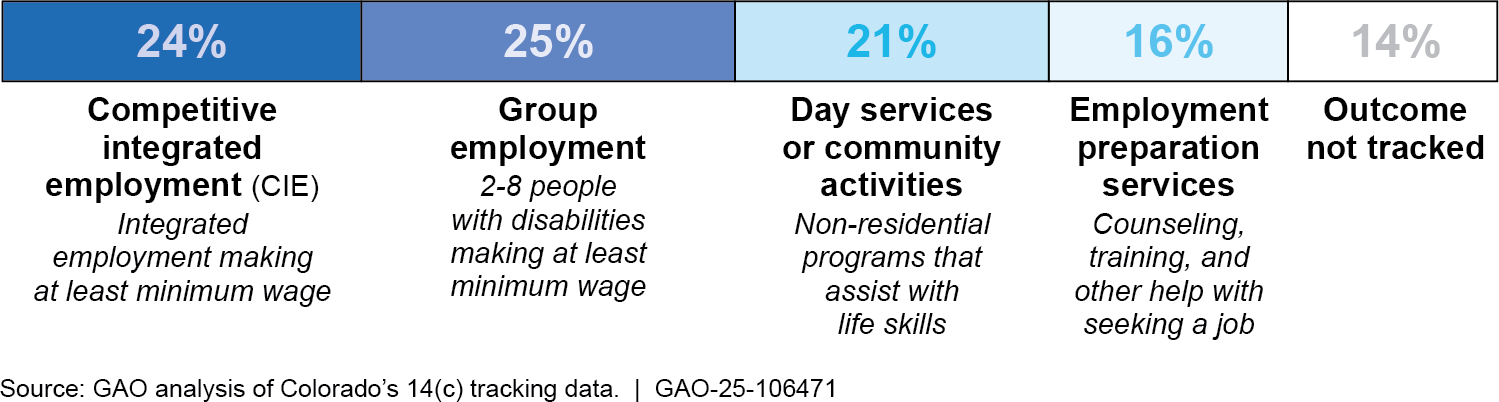 24%
25%
21%
16%
14%
Competitive
integrated
employment (CIE)
Integrated
employment making
at least minimum wage
Group
employment
2-8 people
with disabilities
making at least
minimum wage
Day services
or community
activities
Non-residential
programs that
assist with
life skills
Employment
preparation
services
Counseling,
training, and
other help with
seeking a job
Outcome
not tracked
Source: GAO analysis of Colorado’s 14(c) tracking data. | GAO-25-106471